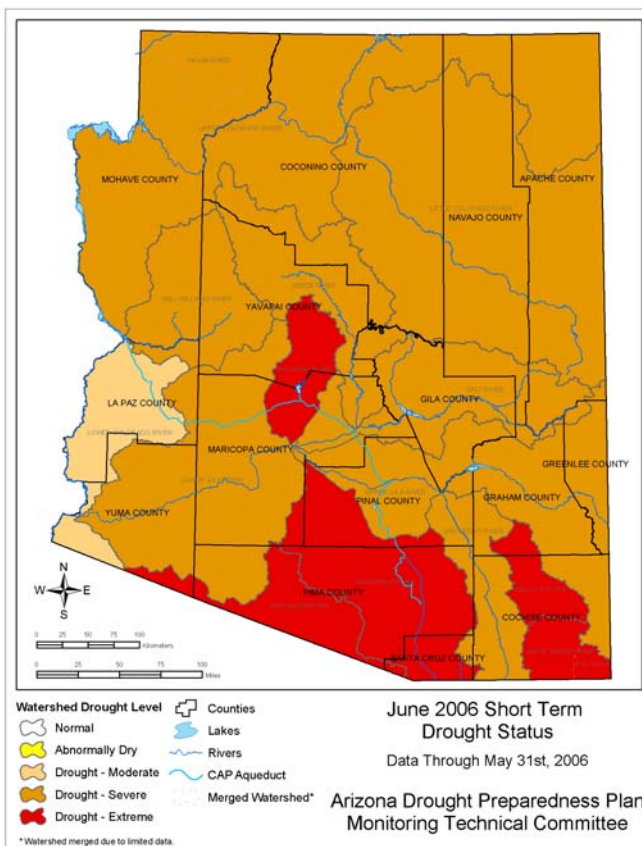 MOHAVE COUNTY
COCONINO COUNTY
APACHE COUNTY
NAVAJO COUNTY
YAVAPAI COUNTY
LA PAZ COUNTY
GILA COUNTY
MARICOPA COUNTY
GREENLEE COUNTY
YUMA COUNTY
PINAL COUNTY
GRAHAM COUNTY
PIMA COUNTY
COCHISE COUNTY
SANTA CRUZ COUNTY
N
W E
S
0 25 50 75 100
Kilometers
0 25 50 100
Miles
Watershed Drought Level
Normal
Abnormally Dry
Drought - Moderate
Drought - Severe
Drought - Extreme
* Watershed merged due to limited data.
Counties
Lakes
Rivers
CAP Aqueduct
Merged Watershed*
June 2006 Short Term
Drought Status
Data Through May 31st, 2006
Arizona Drought Preparedness Plan
Monitoring Technical Committee